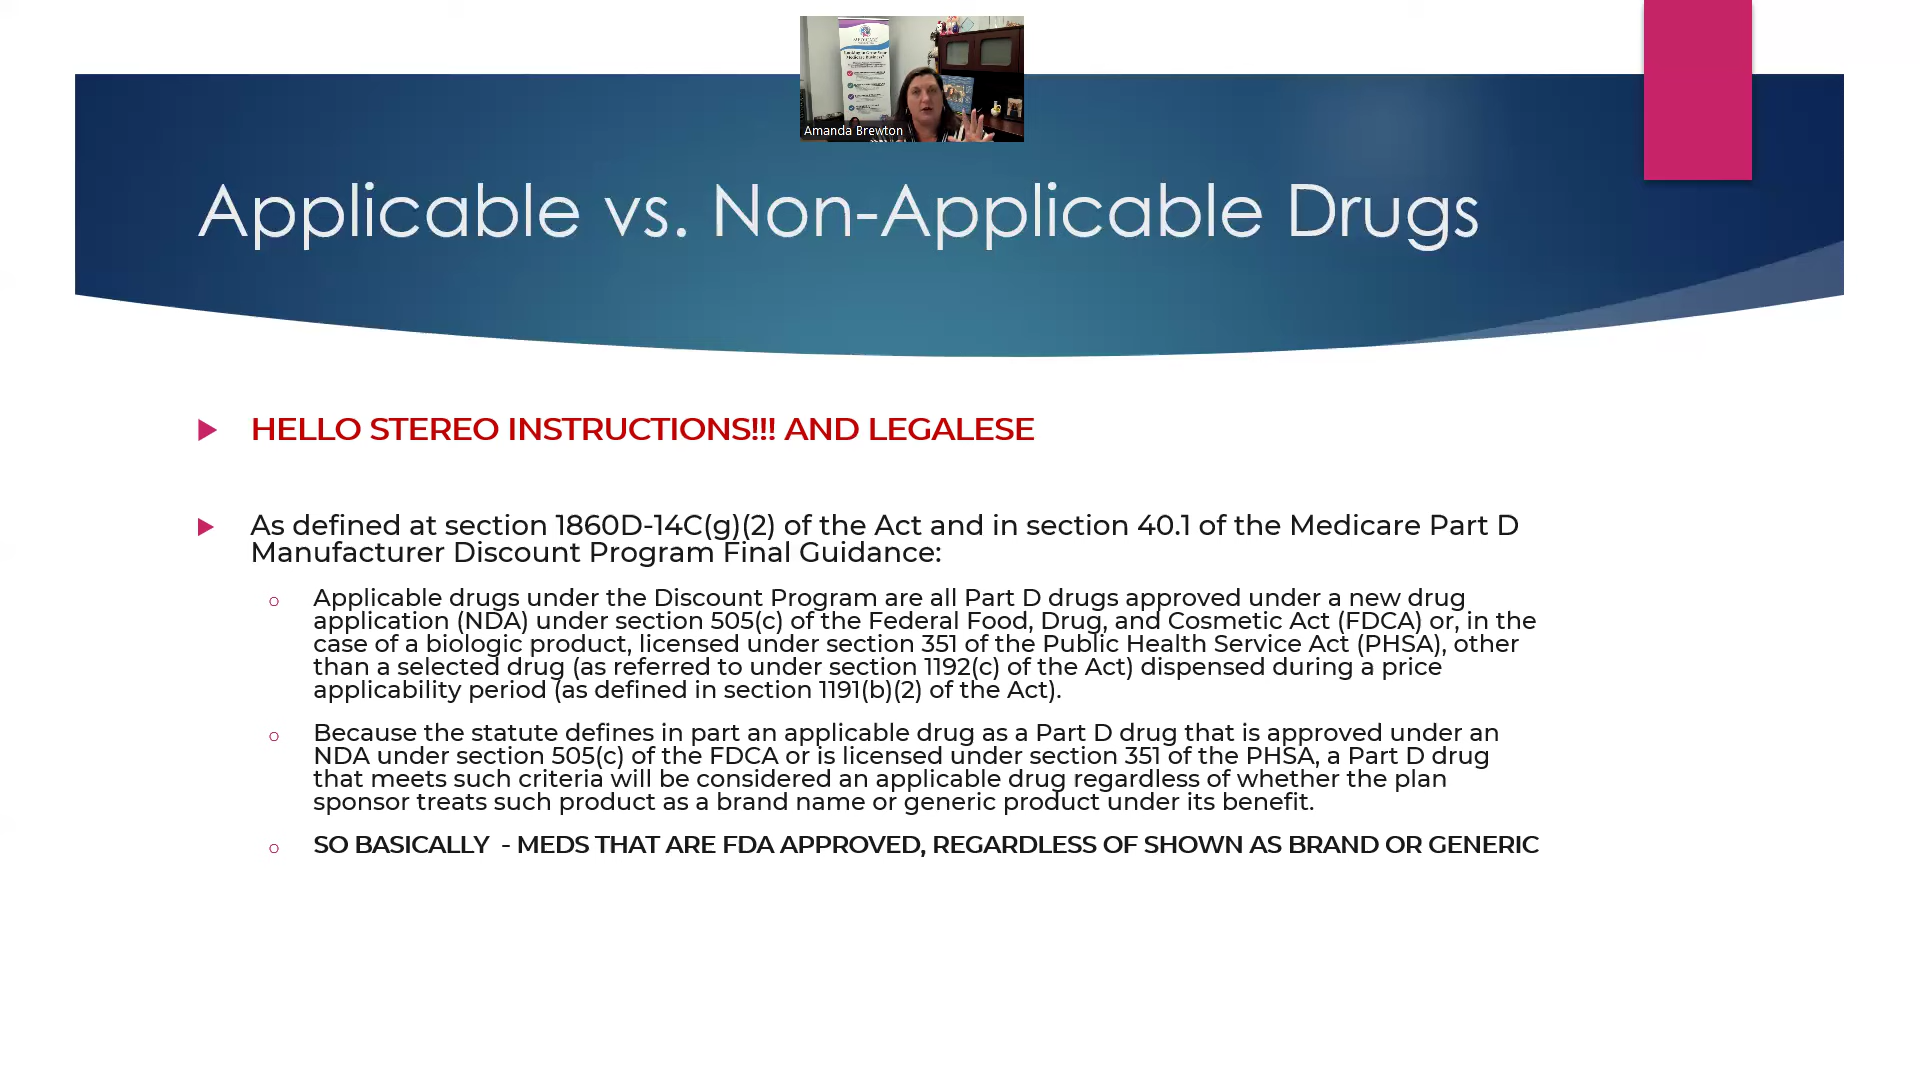 MEDICARE
Amanda Brewton
Applicable vs. Non-Applicable Drugs
HELLO STEREO INSTRUCTIONS!!! AND LEGALESE
As defined at section 1860D-14C(g)(2) of the Act and in section 40.1 of the Medicare Part D
Manufacturer Discount Program Final Guidance:
Applicable drugs under the Discount Program are all Part D drugs approved under a new drug
application (NDA) under section 505(c) of the Federal Food, Drug, and Cosmetic Act (FDCA) or, in the
case of a biologic product, licensed under section 351 of the Public Health Service Act (PHSA), other
than a selected drug (as referred to under section 1192(c) of the Act) dispensed during a price
applicability period (as defined in section 1191(b)(2) of the Act).
Because the statute defines in part an applicable drug as a Part D drug that is approved under an
NDA under section 505(c) of the FDCA or is licensed under section 351 of the PHSA, a Part D drug
that meets such criteria will be considered an applicable drug regardless of whether the plan
sponsor treats such product as a brand name or generic product under its benefit.
SO BASICALLY - MEDS THAT ARE FDA APPROVED, REGARDLESS OF SHOWN AS BRAND OR GENERIC